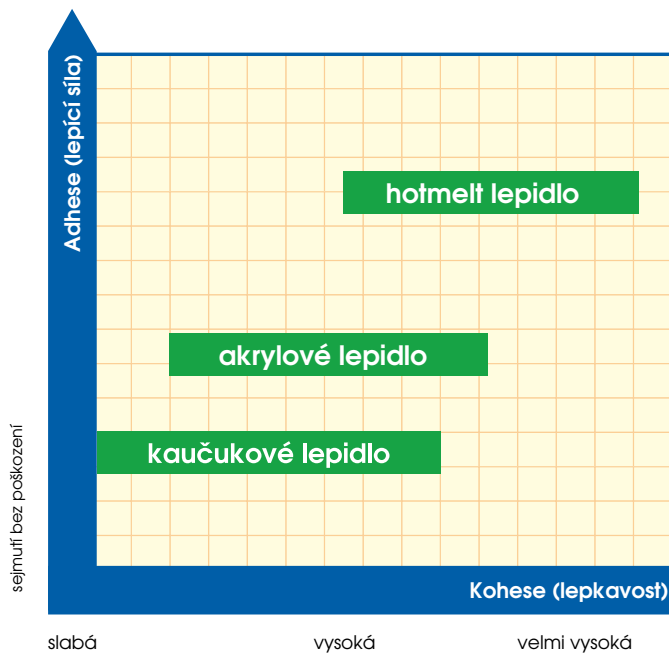 Adhese (lepící síla)
hotmelt lepidlo
akrylové lepidlo
kaučukové lepidlo
sejmutí bez poškození
Kohese (lepkavost)
slabá
vysoká
velmi vysoká